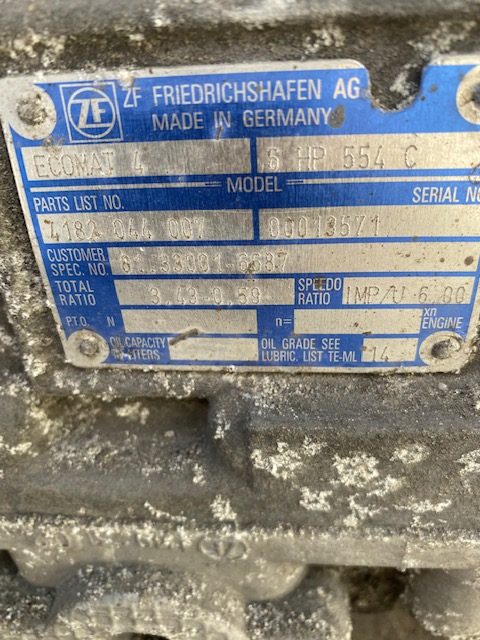 ZF FRIEDRICHSHAFEN AG
MADE IN GERMANY
ECOMAT 4 6 HP 554 C
MODEL
PARTS LIST NO. SERIAL NO
4182 044 007 00013571
CUSTOMER SPEC. NO.
TOTAL RATIO 3,43-0,59 SPEEDO RATIO IMP/U 6,00
P.T.O. N n= xn ENGINE
OIL CAPACITY LITERS OIL GRADE SEE LUBRIC. LIST TE-ML 14